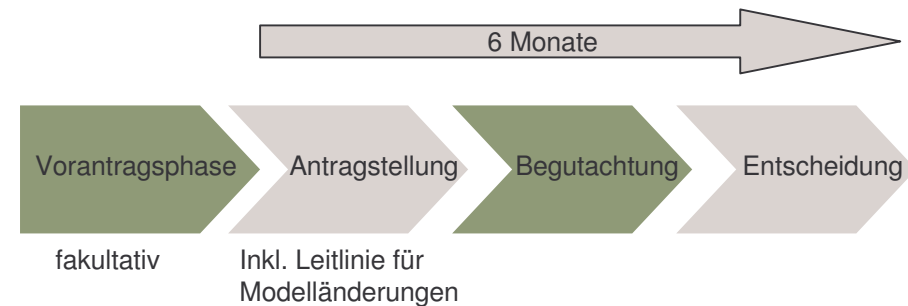 6 Monate
Vorantragsphase
Antragstellung
Begutachtung
Entscheidung
fakultativ
Inkl. Leitlinie für
Modelländerungen